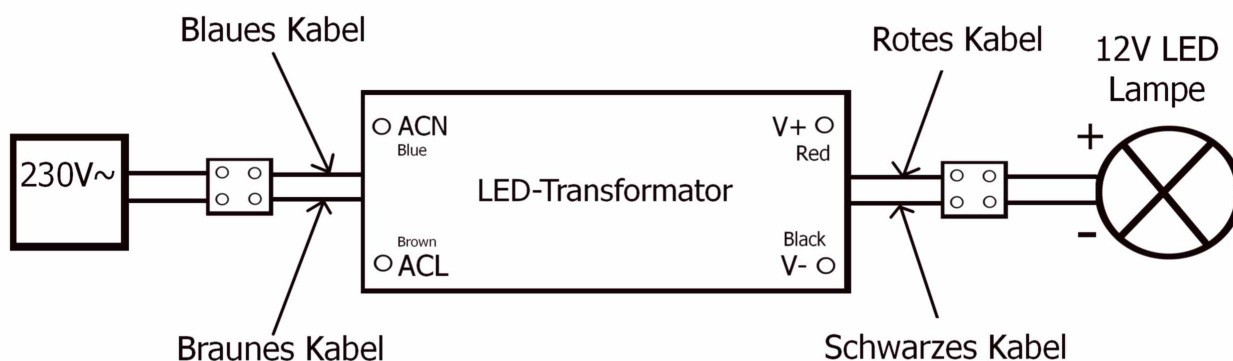 Blaues Kabel
Rotes Kabel
12V LED
Lampe
230V~
ACN
Blue
V+
Red
+
LED-Transformator
Brown
ACL
Black
V-
-
Braunes Kabel
Schwarzes Kabel